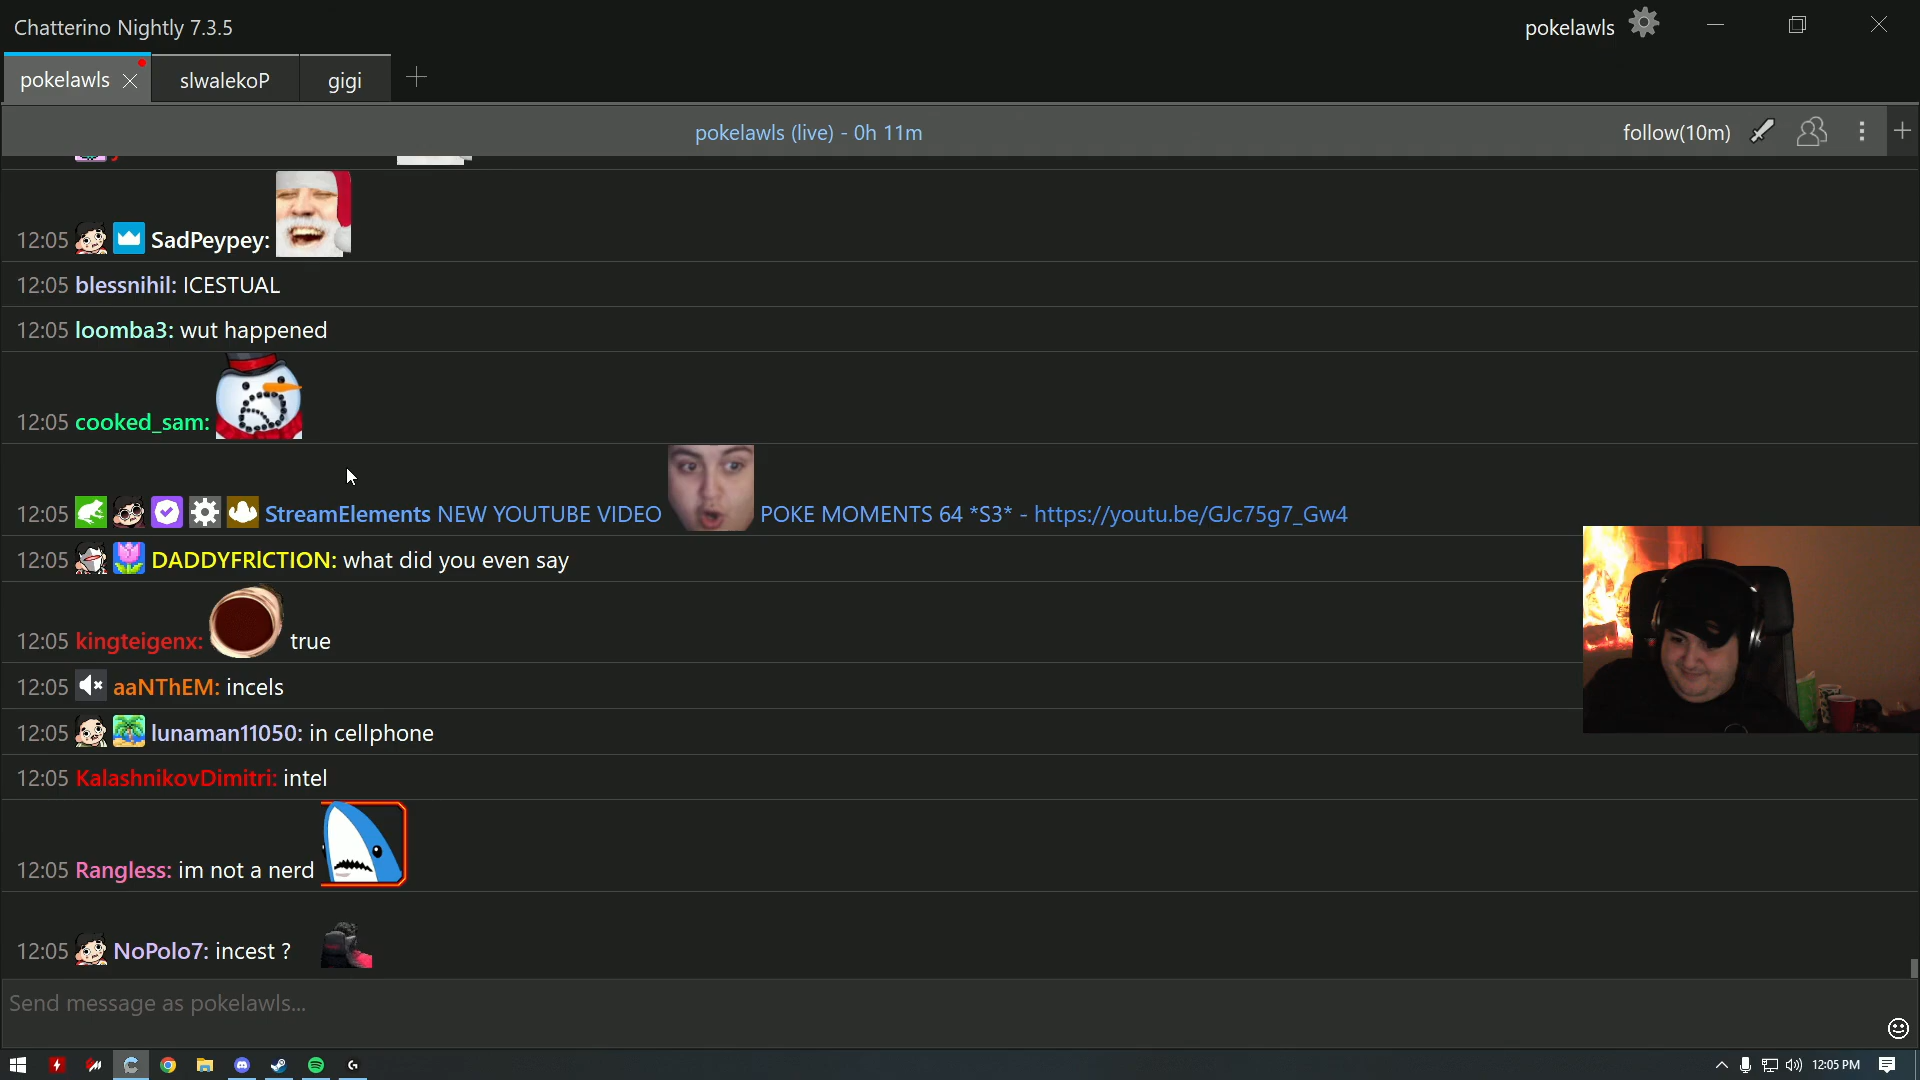 Chatterino Nightly 7.3.5
pokelawls
pokelawls
slwalekoP
gigi
pokelawls (live) - 0h 11m
follow(10m)
12:05 SadPeypey:
12:05 blessnihil: ICESTUAL
12:05 loomba3: wut happened
12:05 cooked_sam:
12:05 StreamElements NEW YOUTUBE VIDEO POKE MOMENTS 64 *S3* - https://youtu.be/GJc75g7_Gw4
12:05 DADDYFRlCTION: what did you even say
12:05 kingteigenx: true
12:05 aaNThEM: incels
12:05 lunaman11050: in cellphone
12:05 KalashnikovDimitri: intel
12:05 Rangless: im not a nerd
12:05 NoPolo7: incest ?
Send message as pokelawls...
12:05 PM